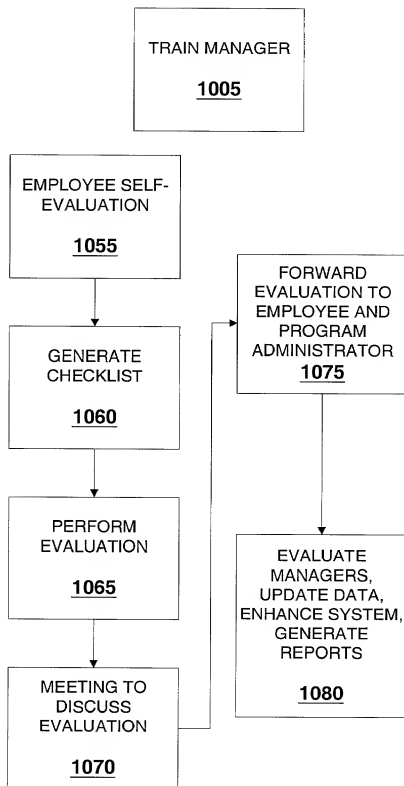 TRAIN MANAGER
1005
EMPLOYEE SELF-
EVALUATION
1055
GENERATE
CHECKLIST
1060
PERFORM
EVALUATION
1065
MEETING TO
DISCUSS
EVALUATION
1070
FORWARD
EVALUATION TO
EMPLOYEE AND
PROGRAM
ADMINISTRATOR
1075
EVALUATE
MANAGERS,
UPDATE DATA,
ENHANCE SYSTEM,
GENERATE
REPORTS
1080